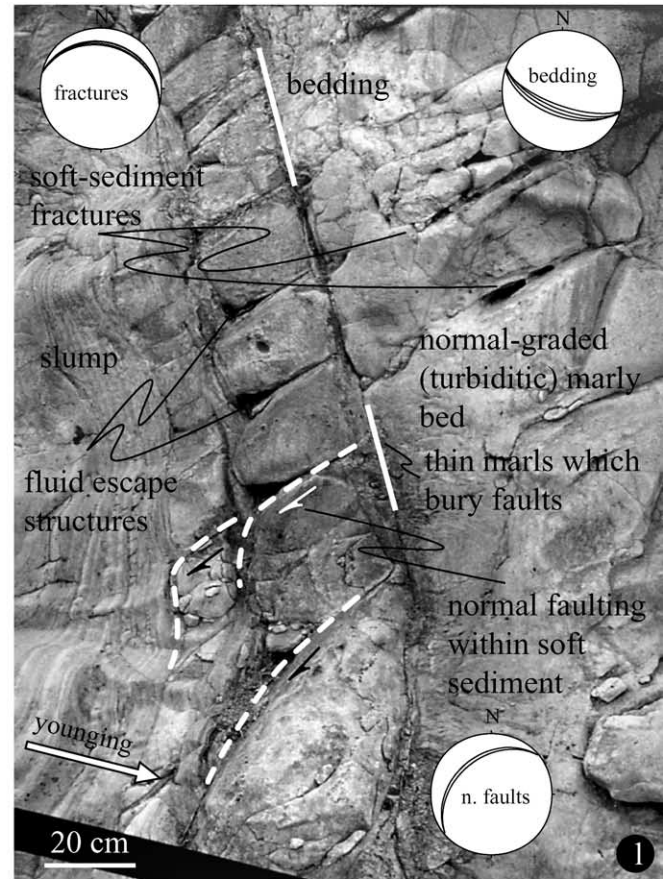 N
fractures
bedding
N
bedding
soft-sediment
fractures
slump
normal-graded
(turbiditic) marly
bed
fluid escape
structures
thin marls which
bury faults
normal faulting
within soft
sediment
younging
N
n. faults
20 cm
1